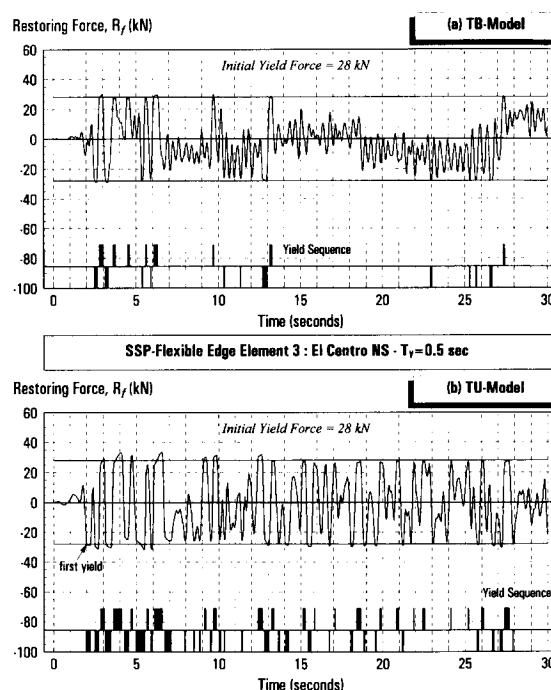 Restoring Force, Rf (kN)
(a) TB-Model
60
Initial Yield Force = 28 kN
40
20
0
-20
-40
-60
-80
Yield Sequence
-100
0 5 10 15 20 25 30
Time (seconds)
SSP-Flexible Edge Element 3 : El Centro NS - Ty=0.5 sec
Restoring Force, Rf (kN)
(b) TU-Model
60
Initial Yield Force = 28 kN
40
20
0
-20
-40
first yield
-60
Yield Sequence
-80
-100
0 5 10 15 20 25 30
Time (seconds)